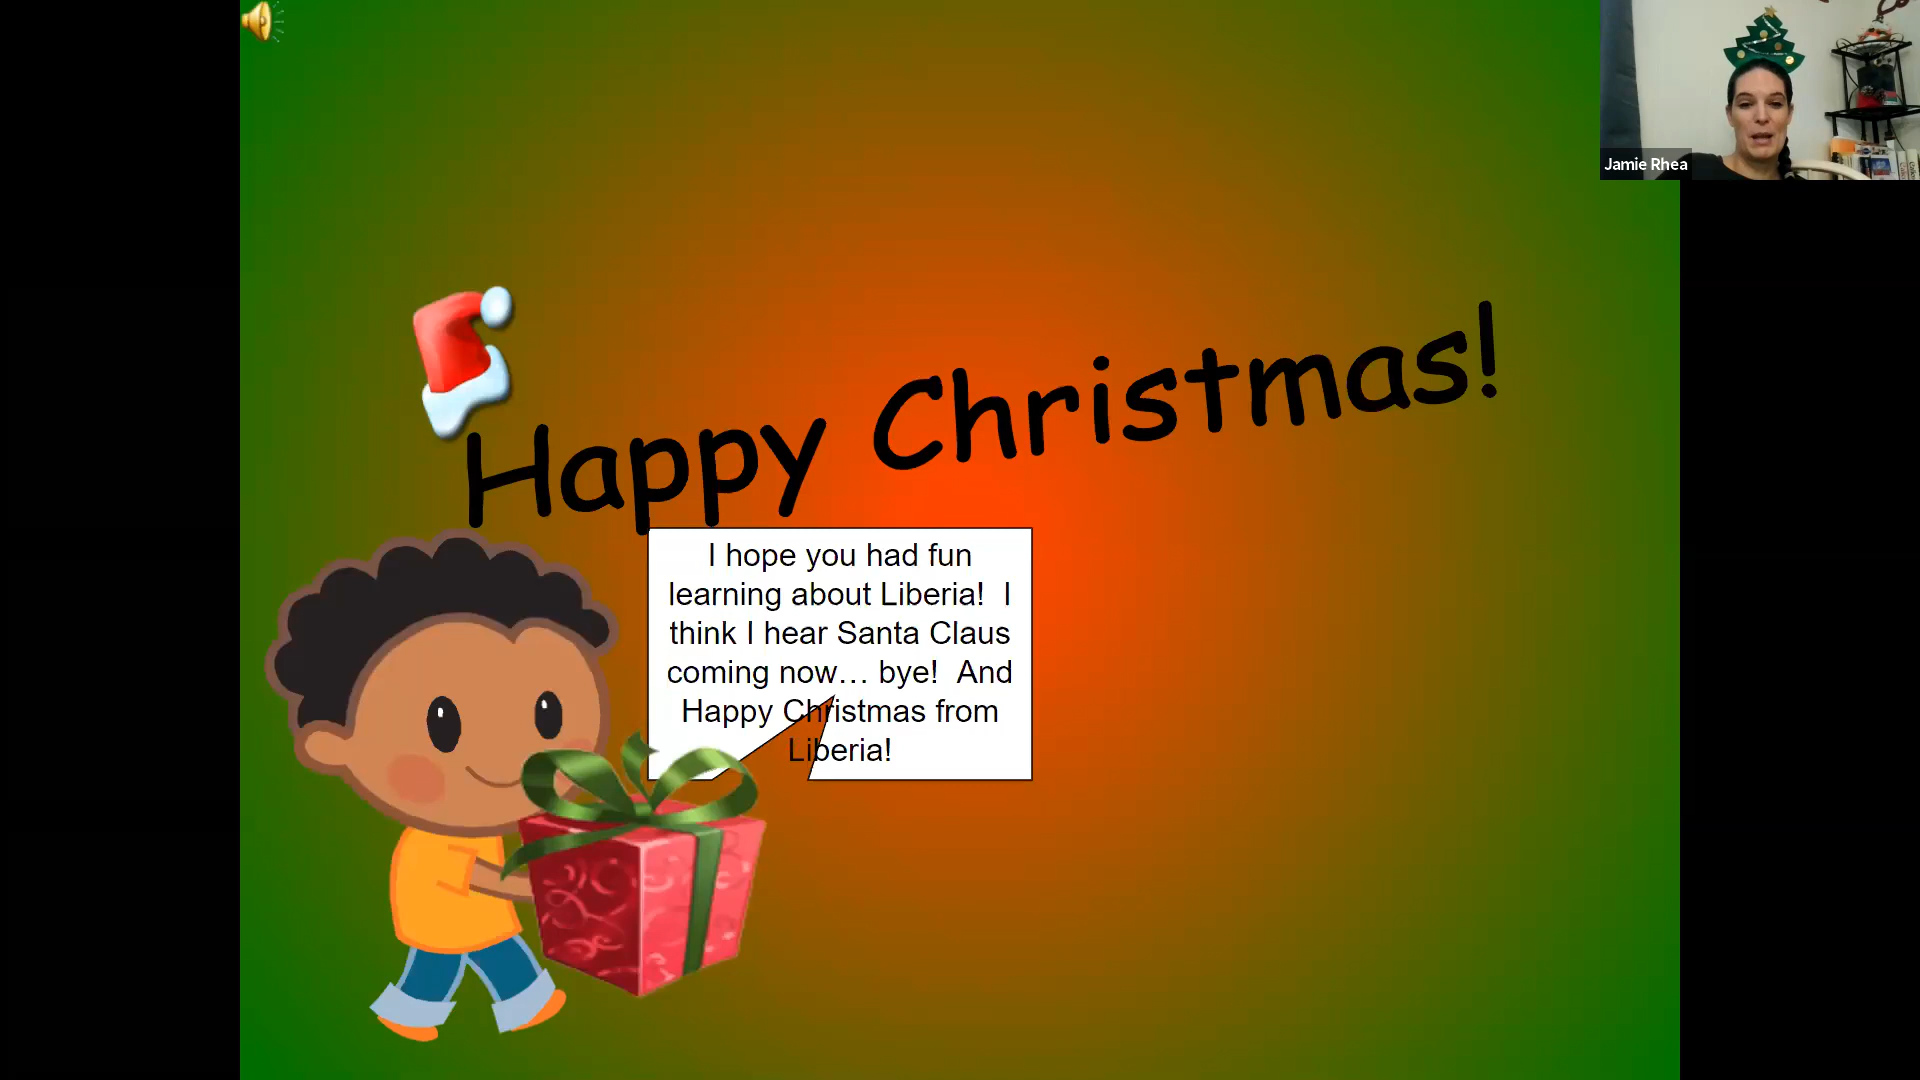 Jamie Rhea
Happy Christmas!
I hope you had fun
learning about Liberia!  I
think I hear Santa Claus
coming now… bye!  And
Happy Christmas from
Liberia!